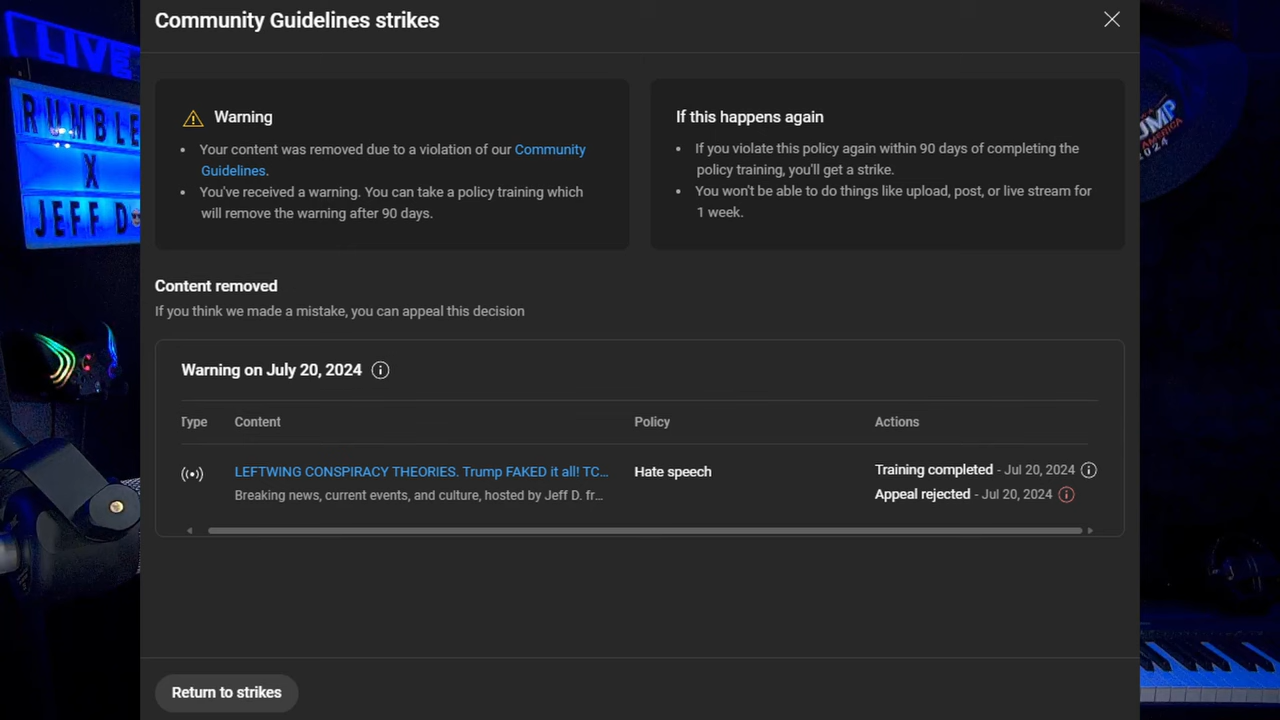 Community Guidelines strikes
LIVE
RUMBLE
X
JEFF D
Warning
Your content was removed due to a violation of our Community
Guidelines.
You've received a warning. You can take a policy training which
will remove the warning after 90 days.
If this happens again
If you violate this policy again within 90 days of completing the
policy training, you'll get a strike.
You won't be able to do things like upload, post, or live stream for
1 week.
Content removed
If you think we made a mistake, you can appeal this decision
Warning on July 20, 2024
Type Content Policy Actions
LEFTWING CONSPIRACY THEORIES. Trump FAKED it all! TC... Hate speech Training completed - Jul 20, 2024
Breaking news, current events, and culture, hosted by Jeff D. fr... Appeal rejected - Jul 20, 2024
Return to strikes